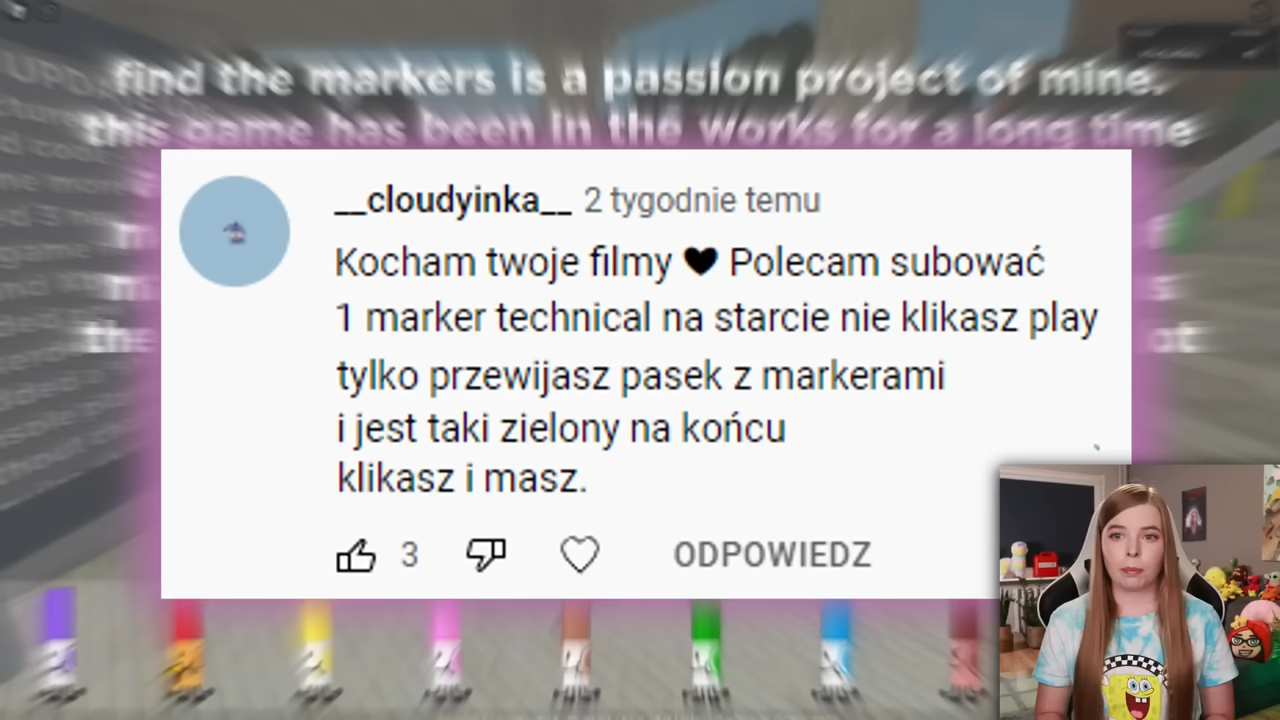 find the markers is a passion project of mine.
this game has been in the works for a long time
__cloudyinka__ 2 tygodnie temu
Kocham twoje filmy 🖤 Polecam subować
1 marker technical na starcie nie klikasz play
tylko przewijasz pasek z markerami
i jest taki zielony na końcu
klikasz i masz.
3 ODPOWIEDZ